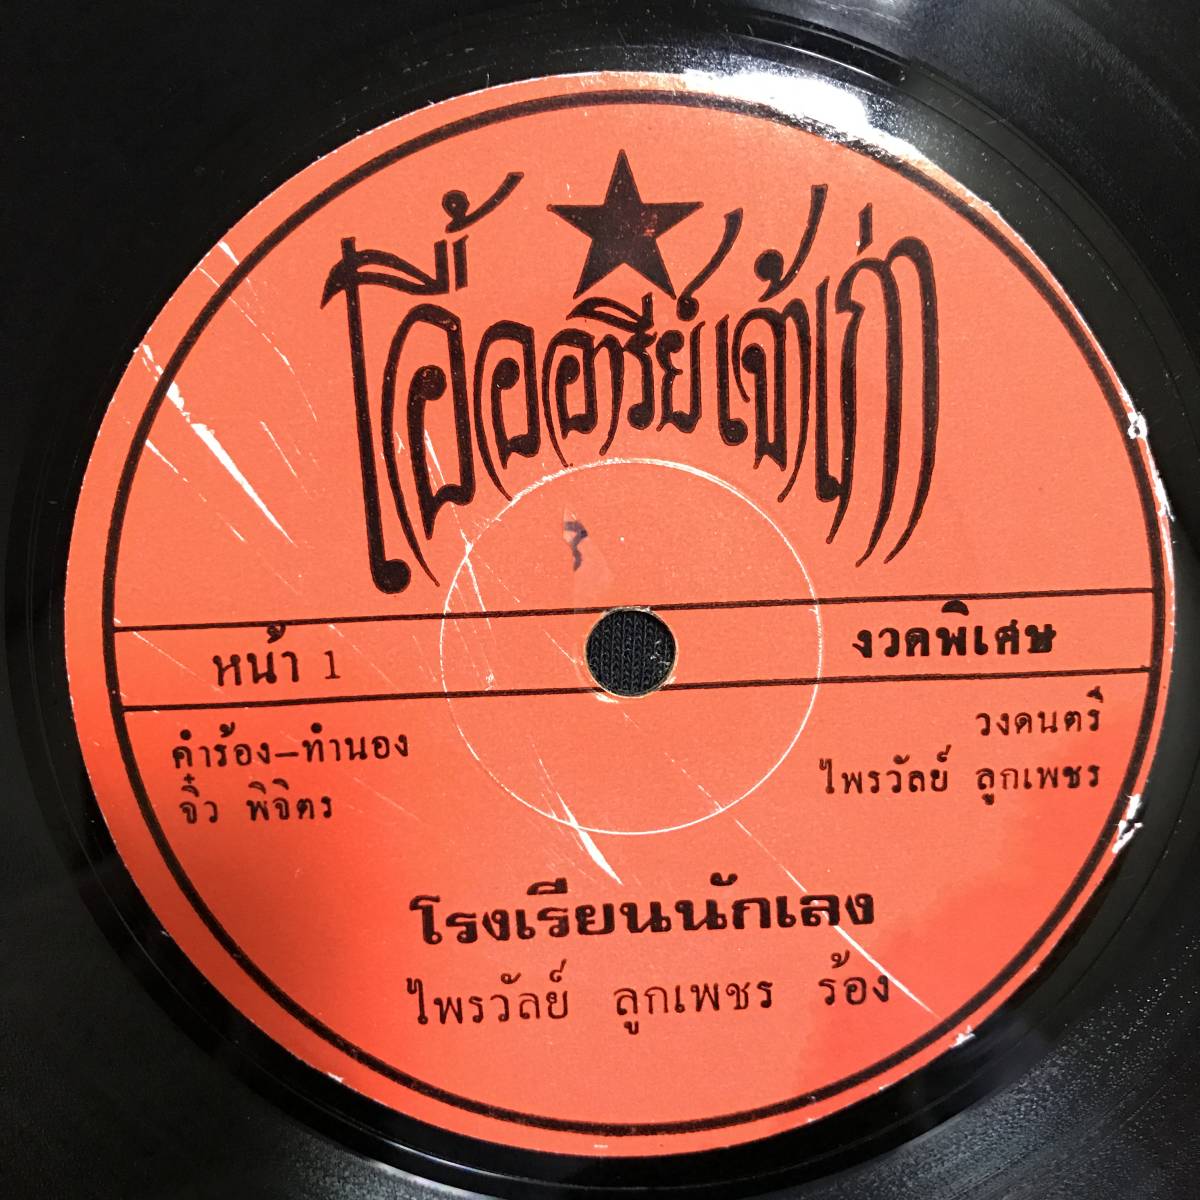 โอ๊ื้ออารีย์เจ้าเก่า
หน้า 1
งวดพิเศษ
คำร้อง-ทำนอง
จิ๋ว พิจิตร
วงดนตรี
ไพรวัลย์ ลูกเพชร
โรงเรียนนักเลง
ไพรวัลย์ ลูกเพชร ร้อง